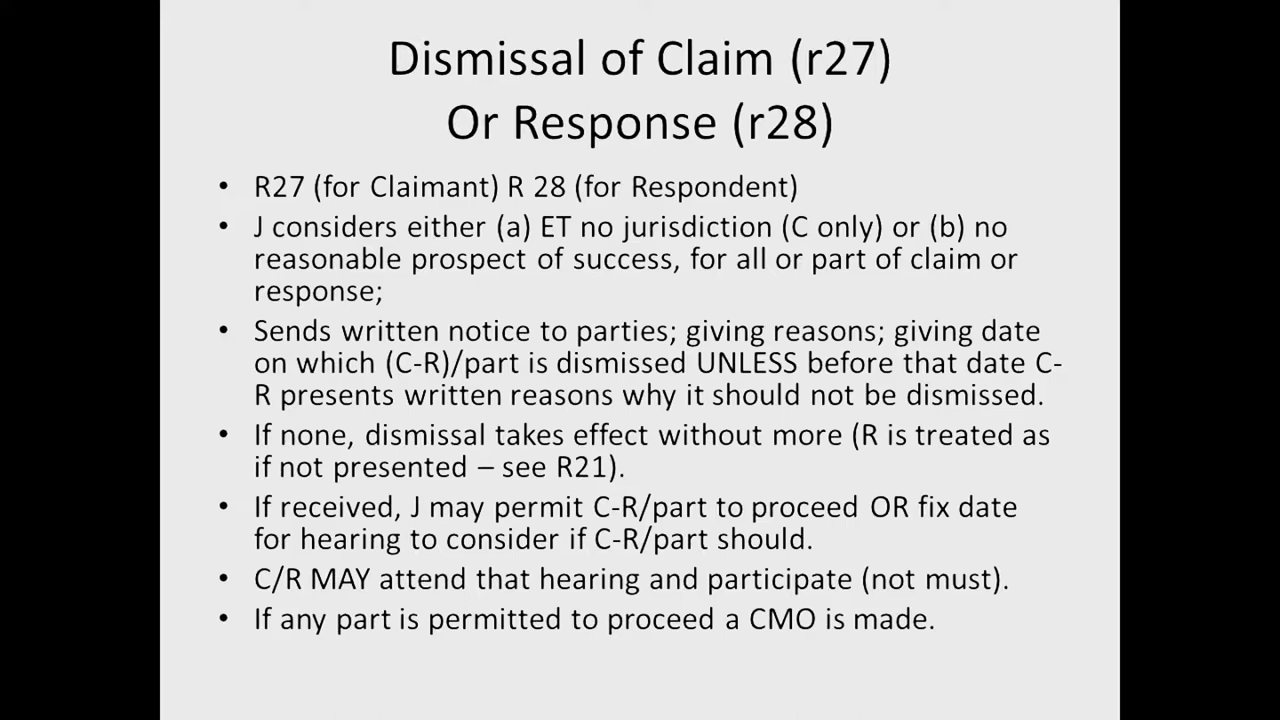 Dismissal of Claim (r27)
Or Response (r28)
• R27 (for Claimant) R 28 (for Respondent)
• J considers either (a) ET no jurisdiction (C only) or (b) no
reasonable prospect of success, for all or part of claim or
response;
• Sends written notice to parties; giving reasons; giving date
on which (C-R)/part is dismissed UNLESS before that date C-
R presents written reasons why it should not be dismissed.
• If none, dismissal takes effect without more (R is treated as
if not presented – see R21).
• If received, J may permit C-R/part to proceed OR fix date
for hearing to consider if C-R/part should.
• C/R MAY attend that hearing and participate (not must).
• If any part is permitted to proceed a CMO is made.